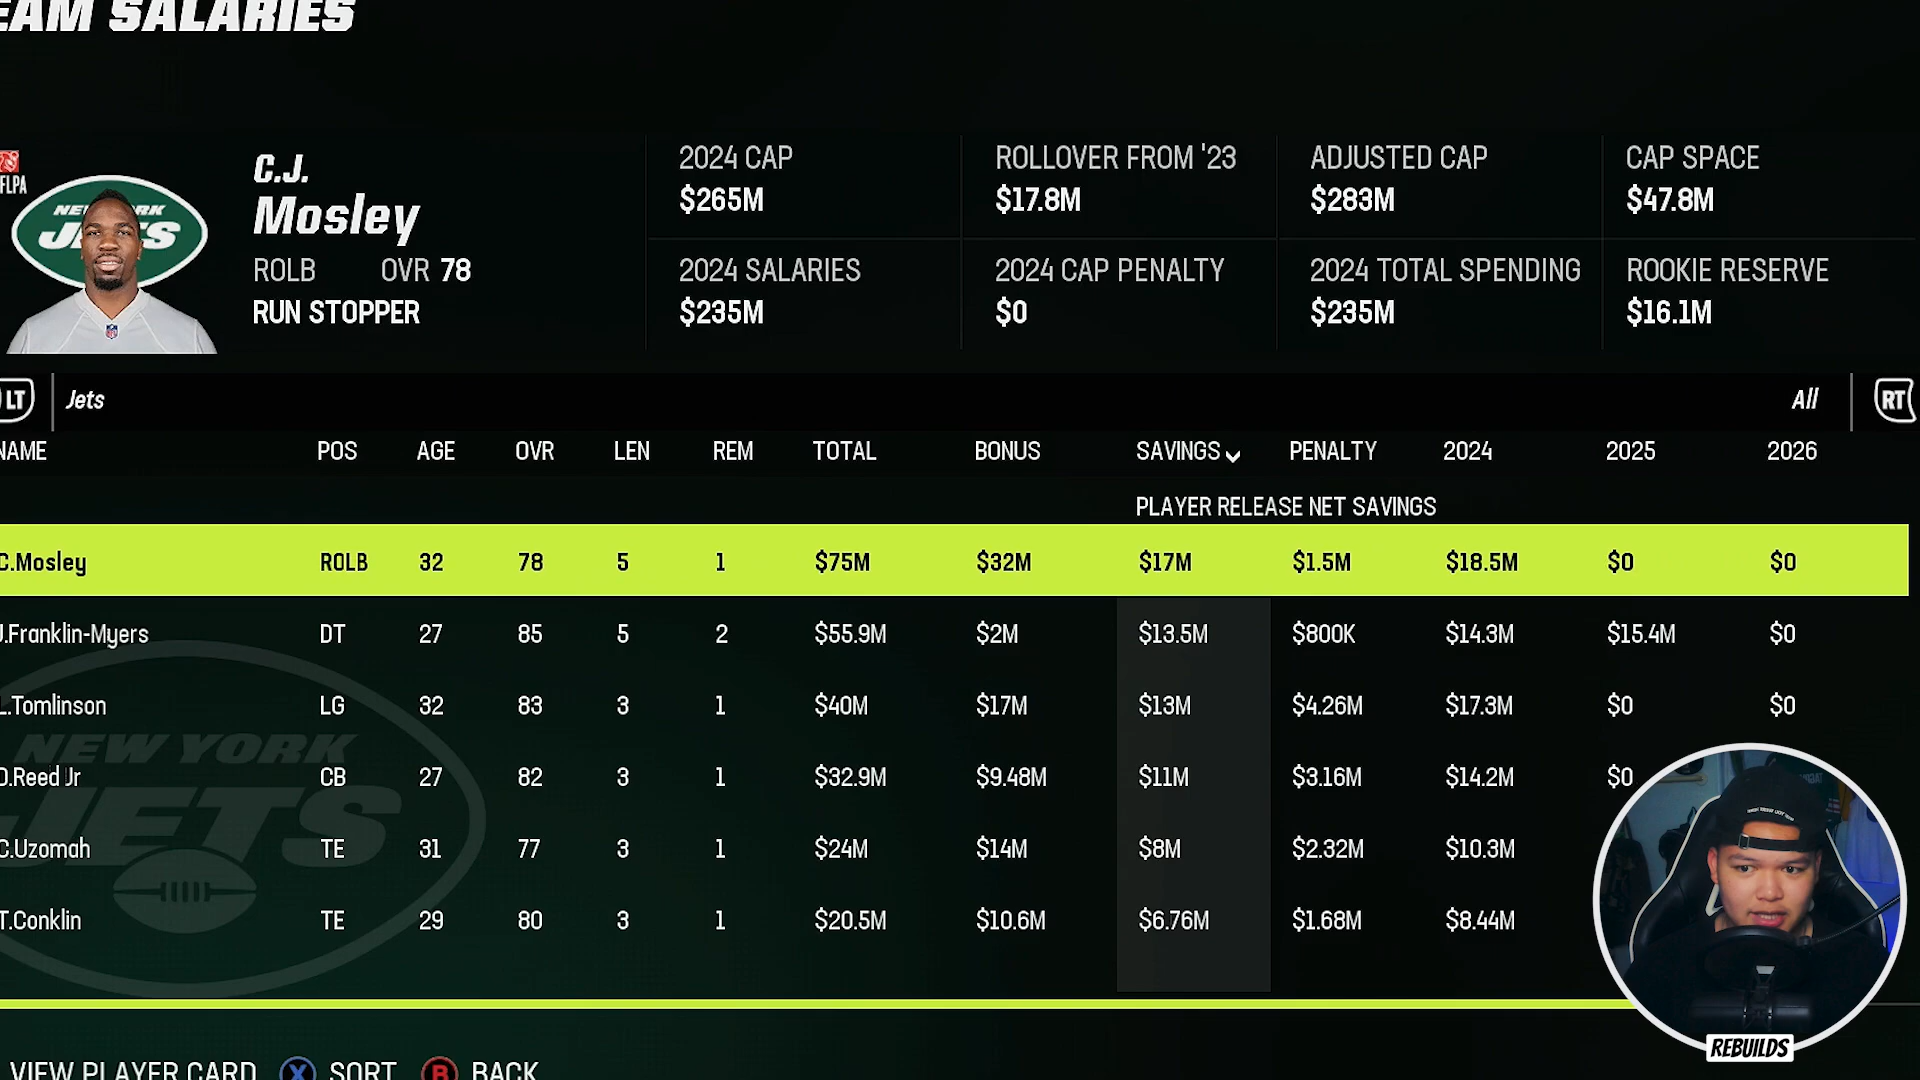 EAM SALARIES
FLPA
NEW YORK
JETS
C.J.
Mosley
ROLB OVR 78
RUN STOPPER
2024 CAP
$265M
ROLLOVER FROM '23
$17.8M
ADJUSTED CAP
$283M
CAP SPACE
$47.8M
2024 SALARIES
$235M
2024 CAP PENALTY
$0
2024 TOTAL SPENDING
$235M
ROOKIE RESERVE
$16.1M
LT Jets All RT
NAME POS AGE OVR LEN REM TOTAL BONUS SAVINGS PENALTY 2024 2025 2026
PLAYER RELEASE NET SAVINGS
C.Mosley ROLB 32 78 5 1 $75M $32M $17M $1.5M $18.5M $0 $0
J.Franklin-Myers DT 27 85 5 2 $55.9M $2M $13.5M $800K $14.3M $15.4M $0
L.Tomlinson LG 32 83 3 1 $40M $17M $13M $4.26M $17.3M $0 $0
D.Reed Jr CB 27 82 3 1 $32.9M $9.48M $11M $3.16M $14.2M $0
C.Uzomah TE 31 77 3 1 $24M $14M $8M $2.32M $10.3M
T.Conklin TE 29 80 3 1 $20.5M $10.6M $6.76M $1.68M $8.44M
NEW YORK
JETS
VIEW PLAYER CARD X SORT B BACK
REBUILDS